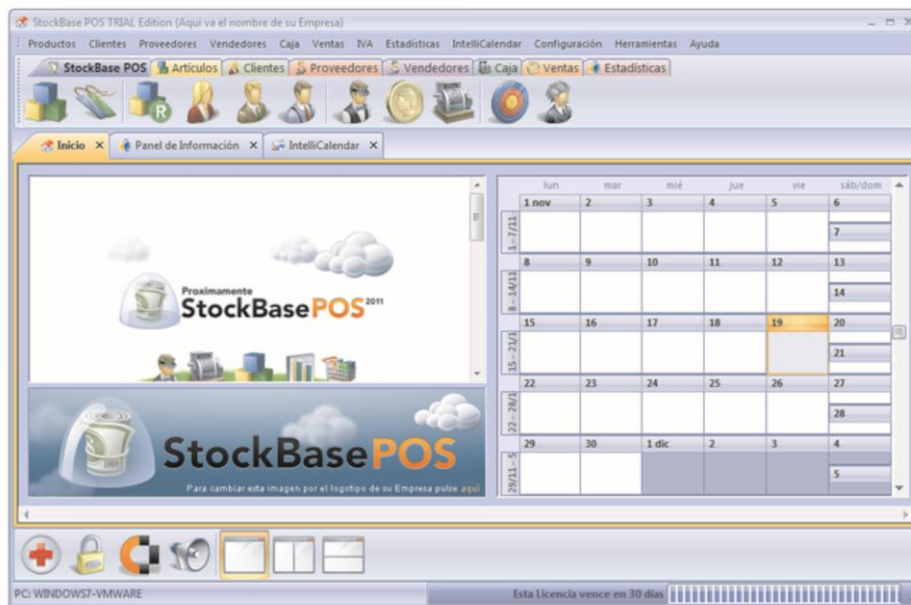 StockBase POS TRIAL Edition (Aqui va el nombre de su Empresa)
Productos Clientes Proveedores Vendedores Caja Ventas IVA Estadísticas IntelliCalendar Configuración Herramientas Ayuda
StockBase POS Artículos Clientes Proveedores Vendedores Caja Ventas Estadísticas
R
Inicio Panel de Información IntelliCalendar
Proximamente
StockBasePOS 2011
StockBasePOS
Para cambiar esta imagen por el logotipo de su Empresa pulse aquí
lun mar mié jue vie sáb/dom
1 - 7/11
1 nov 2 3 4 5 6
7
8 - 14/11
8 9 10 11 12 13
14
15 - 21/1
15 16 17 18 19 20
21
22 - 28/1
22 23 24 25 26 27
28
29/11 - 5
29 30 1 dic 2 3 4
5
PC: WINDOWS7-VMWARE
Esta Licencia vence en 30 días